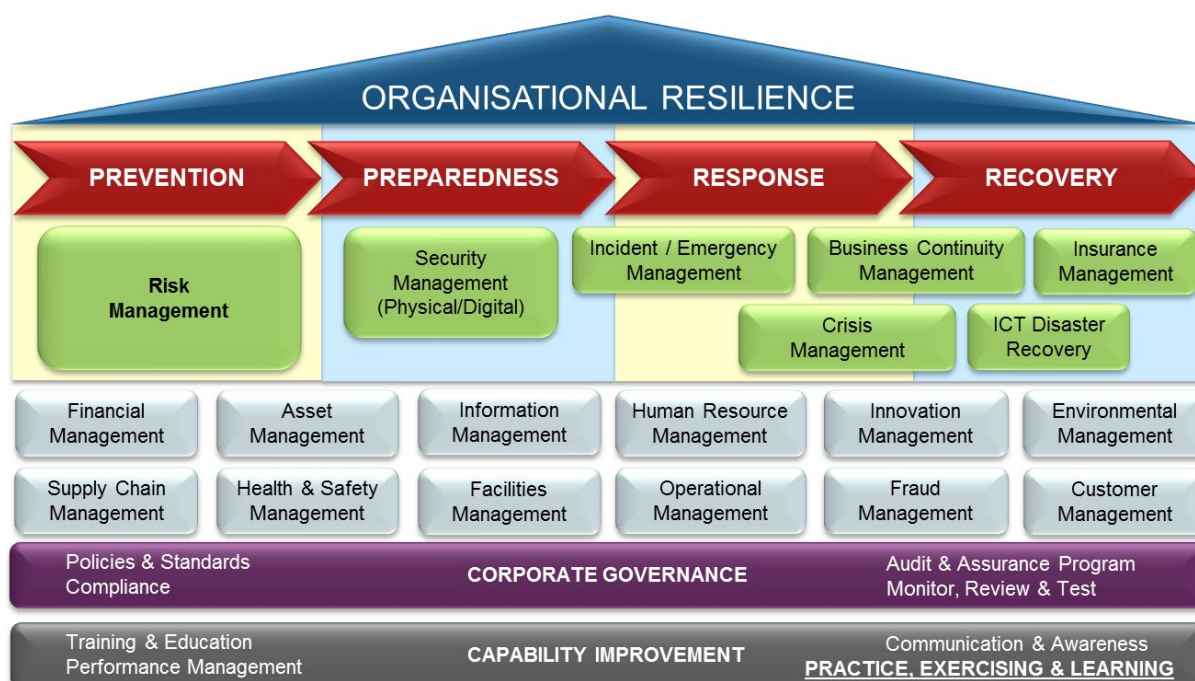 ORGANISATIONAL RESILIENCE
PREVENTION
PREPAREDNESS
RESPONSE
RECOVERY
Risk
Management
Security
Management
(Physical/Digital)
Incident / Emergency
Management
Business Continuity
Management
Insurance
Management
Crisis
Management
ICT Disaster
Recovery
Financial
Management
Asset
Management
Information
Management
Human Resource
Management
Innovation
Management
Environmental
Management
Supply Chain
Management
Health & Safety
Management
Facilities
Management
Operational
Management
Fraud
Management
Customer
Management
Policies & Standards
Compliance
CORPORATE GOVERNANCE
Audit & Assurance Program
Monitor, Review & Test
Training & Education
Performance Management
CAPABILITY IMPROVEMENT
Communication & Awareness
PRACTICE, EXERCISING & LEARNING